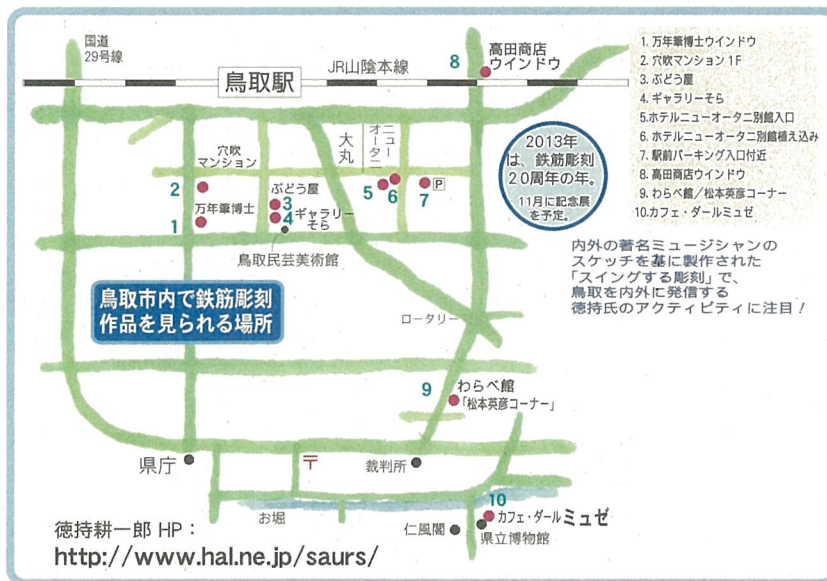 国道
29号線
鳥取駅
JR山陰本線
8
高田商店
ウインドウ
1. 万年筆博士ウインドウ
2. 穴吹マンション 1F
3. ぶどう屋
4. ギャラリーそら
5.ホテルニューオータニ別館入口
6. ホテルニューオータニ別館植え込み
7. 駅前パーキング入口付近
8. 高田商店ウインドウ
9. わらべ館/松本英彦コーナー
10.カフェ・ダールミュゼ
2013年
は、鉄筋彫刻
20周年の年。
11月に記念展
を予定。
穴吹
マンション
大丸
ニューオータニ
2
万年筆博士
1
ぶどう屋
3
4 ギャラリー
そら
5
6
7
P
鳥取民芸美術館
内外の著名ミュージシャンの
スケッチを基に製作された
「スイングする彫刻」で、
鳥取を内外に発信する
徳持氏のアクティビティに注目!
鳥取市内で鉄筋彫刻
作品を見られる場所
ロータリー
9
わらべ館
「松本英彦コーナー」
県庁
〒
裁判所
お堀
10
カフェ・ダールミュゼ
仁風閣
県立博物館
徳持耕一郎 HP:
http://www.hal.ne.jp/saurs/